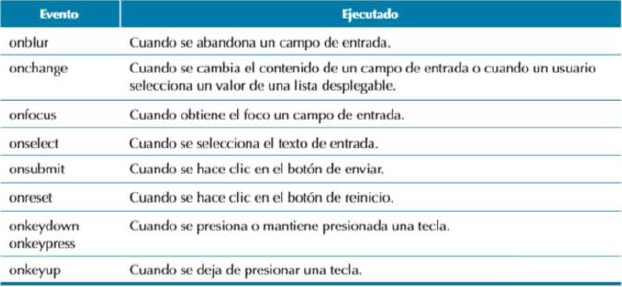 Evento Ejecutado
onblur Cuando se abandona un campo de entrada.
onchange Cuando se cambia el contenido de un campo de entrada o cuando un usuario
selecciona un valor de una lista desplegable.
onfocus Cuando obtiene el foco un campo de entrada.
onselect Cuando se selecciona el texto de entrada.
onsubmit Cuando se hace clic en el botón de enviar.
onreset Cuando se hace clic en el botón de reinicio.
onkeydown Cuando se presiona o mantiene presionada una tecla.
onkeypress
onkeyup Cuando se deja de presionar una tecla.